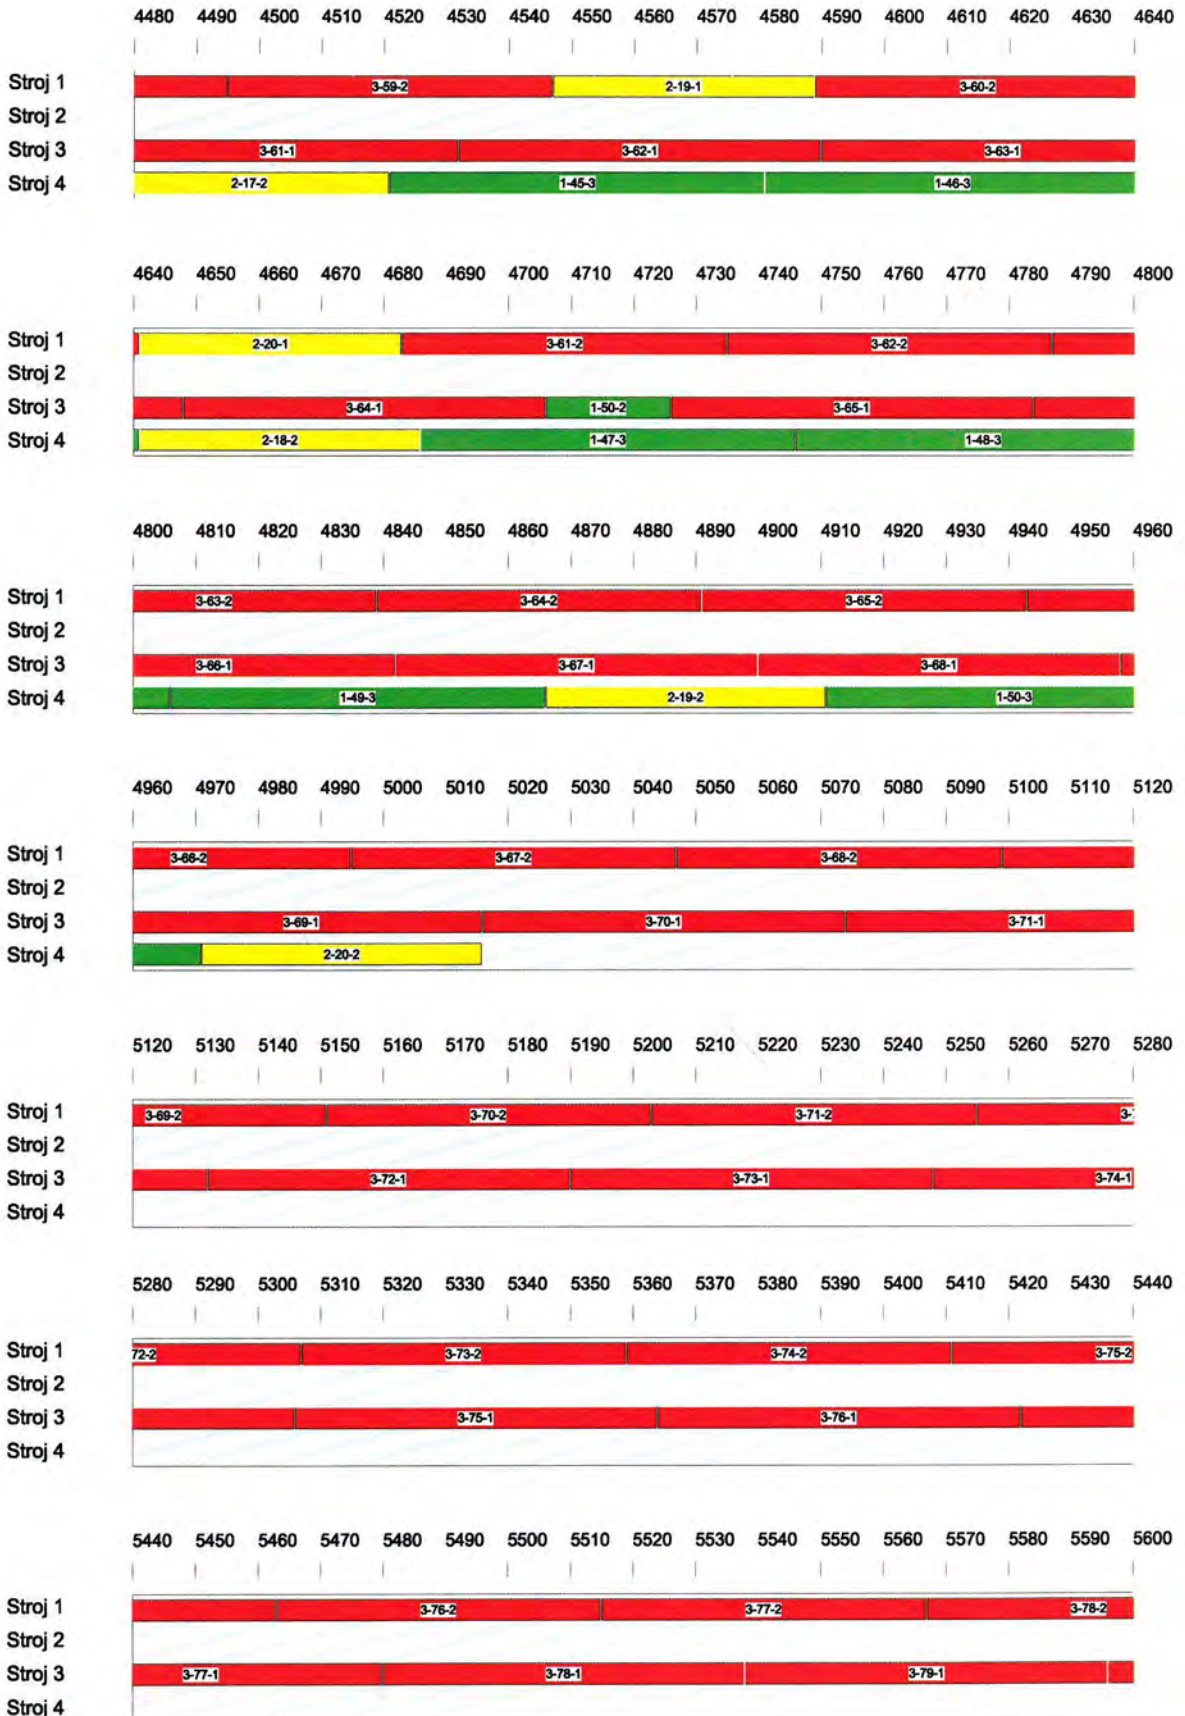 4480 4490 4500 4510 4520 4530 4540 4550 4560 4570 4580 4590 4600 4610 4620 4630 4640
Stroj 1 3-59-2 2-19-1 3-60-2
Stroj 2
Stroj 3 3-61-1 3-62-1 3-63-1
Stroj 4 2-17-2 1-45-3 1-46-3
4640 4650 4660 4670 4680 4690 4700 4710 4720 4730 4740 4750 4760 4770 4780 4790 4800
Stroj 1 2-20-1 3-61-2 3-62-2
Stroj 2
Stroj 3 3-64-1 1-50-2 3-65-1
Stroj 4 2-18-2 1-47-3 1-48-3
4800 4810 4820 4830 4840 4850 4860 4870 4880 4890 4900 4910 4920 4930 4940 4950 4960
Stroj 1 3-63-2 3-64-2 3-65-2
Stroj 2
Stroj 3 3-66-1 3-67-1 3-68-1
Stroj 4 1-49-3 2-19-2 1-50-3
4960 4970 4980 4990 5000 5010 5020 5030 5040 5050 5060 5070 5080 5090 5100 5110 5120
Stroj 1 3-66-2 3-67-2 3-68-2
Stroj 2
Stroj 3 3-69-1 3-70-1 3-71-1
Stroj 4 2-20-2
5120 5130 5140 5150 5160 5170 5180 5190 5200 5210 5220 5230 5240 5250 5260 5270 5280
Stroj 1 3-69-2 3-70-2 3-71-2 3-
Stroj 2
Stroj 3 3-72-1 3-73-1 3-74-1
Stroj 4
5280 5290 5300 5310 5320 5330 5340 5350 5360 5370 5380 5390 5400 5410 5420 5430 5440
Stroj 1 72-2 3-73-2 3-74-2 3-75-2
Stroj 2
Stroj 3 3-75-1 3-76-1
Stroj 4
5440 5450 5460 5470 5480 5490 5500 5510 5520 5530 5540 5550 5560 5570 5580 5590 5600
Stroj 1 3-76-2 3-77-2 3-78-2
Stroj 2
Stroj 3 3-77-1 3-78-1 3-79-1
Stroj 4